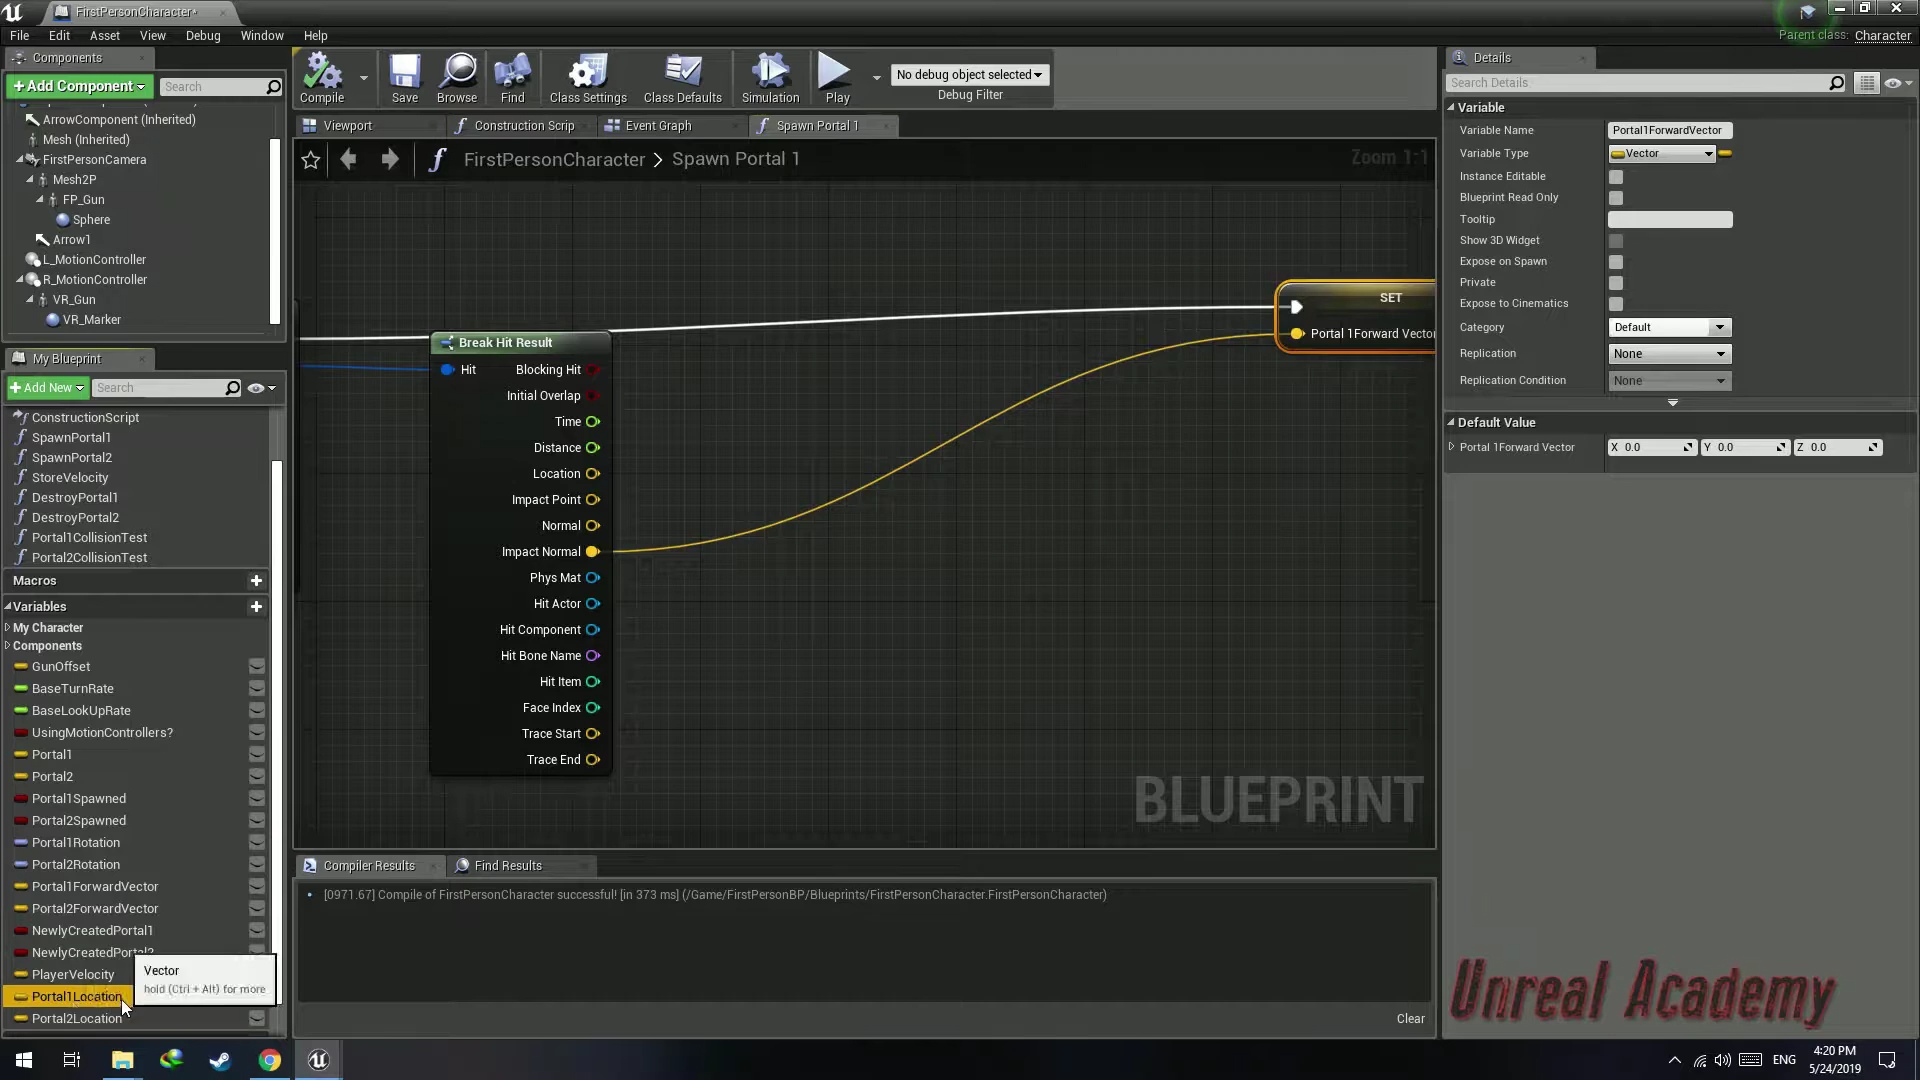 FirstPersonCharacter*
File Edit Asset View Debug Window Help
Parent class: Character
Components
+Add Component
Search
ArrowComponent (Inherited)
Mesh (Inherited)
FirstPersonCamera
Mesh2P
FP_Gun
Sphere
Arrow1
L_MotionController
R_MotionController
VR_Gun
VR_Marker
My Blueprint
+Add New
Search
ConstructionScript
SpawnPortal1
SpawnPortal2
StoreVelocity
DestroyPortal1
DestroyPortal2
Portal1CollisionTest
Portal2CollisionTest
Macros
Variables
My Character
Components
GunOffset
BaseTurnRate
BaseLookUpRate
UsingMotionControllers?
Portal1
Portal2
Portal1Spawned
Portal2Spawned
Portal1Rotation
Portal2Rotation
Portal1ForwardVector
Portal2ForwardVector
NewlyCreatedPortal1
NewlyCreatedPortal2
PlayerVelocity
Portal1Location
Portal2Location
Vector
hold (Ctrl + Alt) for more
Compile
Save
Browse
Find
Class Settings
Class Defaults
Simulation
Play
No debug object selected
Debug Filter
Viewport
Construction Scrip
Event Graph
Spawn Portal 1
FirstPersonCharacter > Spawn Portal 1
Zoom 1:1
SET
Portal 1Forward Vector
Break Hit Result
Hit
Blocking Hit
Initial Overlap
Time
Distance
Location
Impact Point
Normal
Impact Normal
Phys Mat
Hit Actor
Hit Component
Hit Bone Name
Hit Item
Face Index
Trace Start
Trace End
BLUEPRINT
Compiler Results
Find Results
[0971.67] Compile of FirstPersonCharacter successful! [in 373 ms] (/Game/FirstPersonBP/Blueprints/FirstPersonCharacter.FirstPersonCharacter)
Clear
Details
Search Details
Variable
Variable Name Portal1ForwardVector
Variable Type Vector
Instance Editable
Blueprint Read Only
Tooltip
Show 3D Widget
Expose on Spawn
Private
Expose to Cinematics
Category Default
Replication None
Replication Condition None
Default Value
Portal 1Forward Vector X 0.0 Y 0.0 Z 0.0
Unreal Academy
ENG
4:20 PM
5/24/2019